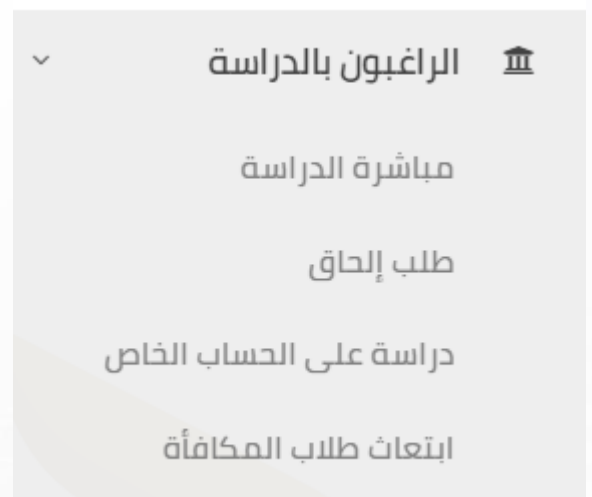 الراغبون بالدراسة
مباشرة الدراسة
طلب إلحاق
دراسة على الحساب الخاص
ابتعاث طلاب المكافأة